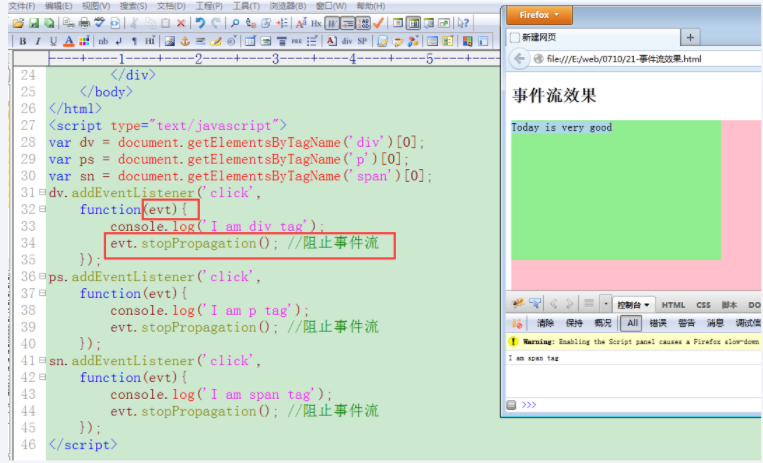 文件(F) 编辑(E) 视图(V) 搜索(S) 文档(D) 工程(P) 工具(T) 浏览器(B) 窗口(W) 帮助(H)
B I U A nb Hi div SP
----+----1----+----2----+----3----+----4----+----5----+----
24 </div>
25 </body>
26 </html>
27 <script type="text/javascript">
28 var dv = document.getElementsByTagName('div')[0];
29 var ps = document.getElementsByTagName('p')[0];
30 var sn = document.getElementsByTagName('span')[0];
31 dv.addEventListener('click',
32 function(evt){
33 console.log('I am div tag');
34 evt.stopPropagation(); //阻止事件流
35 });
36 ps.addEventListener('click',
37 function(evt){
38 console.log('I am p tag');
39 evt.stopPropagation(); //阻止事件流
40 });
41 sn.addEventListener('click',
42 function(evt){
43 console.log('I am span tag');
44 evt.stopPropagation(); //阻止事件流
45 });
46 </script>
Firefox
新建网页
file:///E:/web/0710/21-事件流效果.html
事件流效果
Today is very good
控制台 HTML CSS 脚本 DO
清除 保持 概况 All 错误 警告 消息 调试信
Warning: Enabling the Script panel causes a Firefox slow-down
I am span tag
>>>